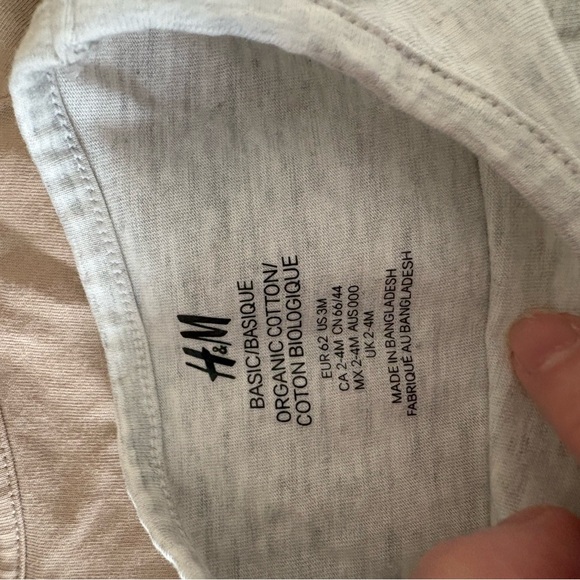 H&M
BASIC/BASIQUE
ORGANIC COTTON/
COTON BIOLOGIQUE
EUR 62 US 3M
CA 2-4M CN 66/44
MX 2-4M AUS 000
UK 2-4M
MADE IN BANGLADESH
FABRIQUÉ AU BANGLADESH